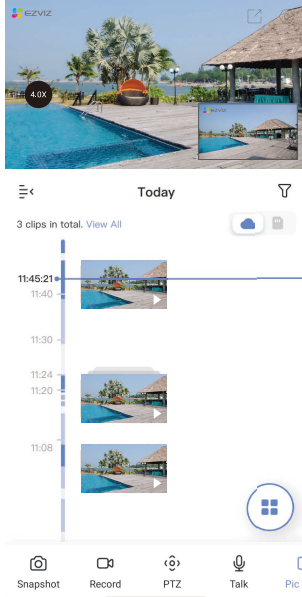 EZVIZ
4.0X
EZVIZ
Today
3 clips in total. View All
11:45:21
11:40
11:30
11:24
11:20
11:08
Snapshot
Record
PTZ
Talk
Pic